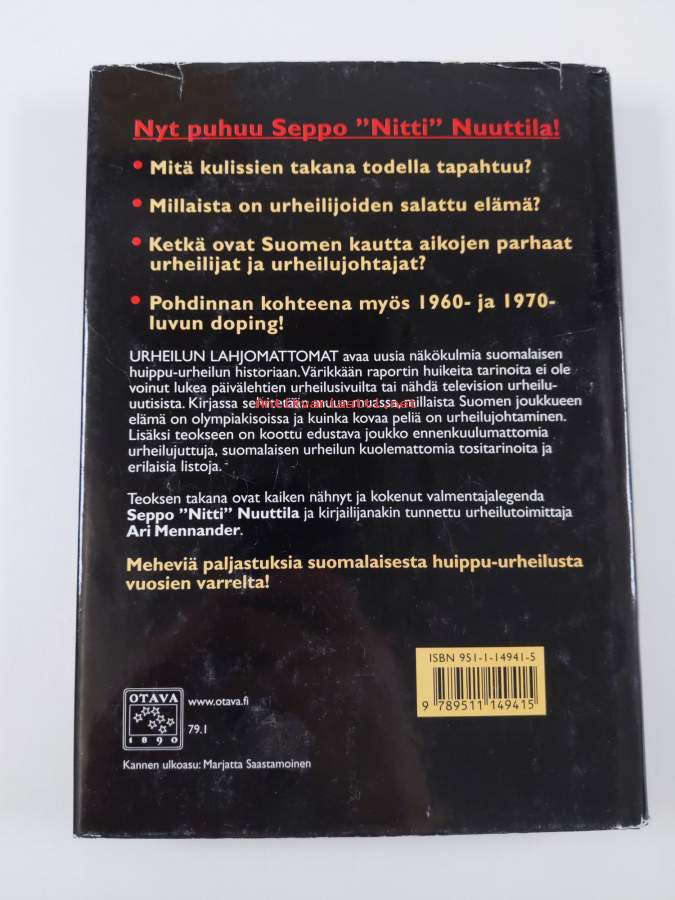 Nyt puhuu Seppo ”Nitti” Nuuttila!
• Mitä kulissien takana todella tapahtuu?
• Millaista on urheilijoiden salattu elämä?
• Ketkä ovat Suomen kautta aikojen parhaat
urheilijat ja urheilujohtajat?
• Pohdinnan kohteena myös 1960- ja 1970-
luvun doping!
URHEILUN LAHJOMATTOMAT avaa uusia näkökulmia suomalaisen
huippu-urheilun historiaan. Värikkään raportin huikeita tarinoita ei ole
voinut lukea päivälehtien urheilusivuilta tai nähdä television urheilu-
uutisista. Kirjassa selvitetään muun muassa, millaista Suomen joukkueen
elämä on olympiakisoissa ja kuinka kovaa peliä on urheilujohtaminen.
Lisäksi teokseen on koottu edustava joukko ennenkuulumattomia
urheilujuttuja, suomalaisen urheilun kuolemattomia tositarinoita ja
erilaisia listoja.
Teoksen takana ovat kaiken nähnyt ja kokenut valmentajalegenda
Seppo ”Nitti” Nuuttila ja kirjailijanakin tunnettu urheilutoimittaja
Ari Mennander.
Meheviä paljastuksia suomalaisesta huippu-urheilusta
vuosien varrelta!
ISBN 951-1-14941-5
9 789511 149415
OTAVA
1890
www.otava.fi
79.1
Kannen ulkoasu: Marjatta Saastamoinen